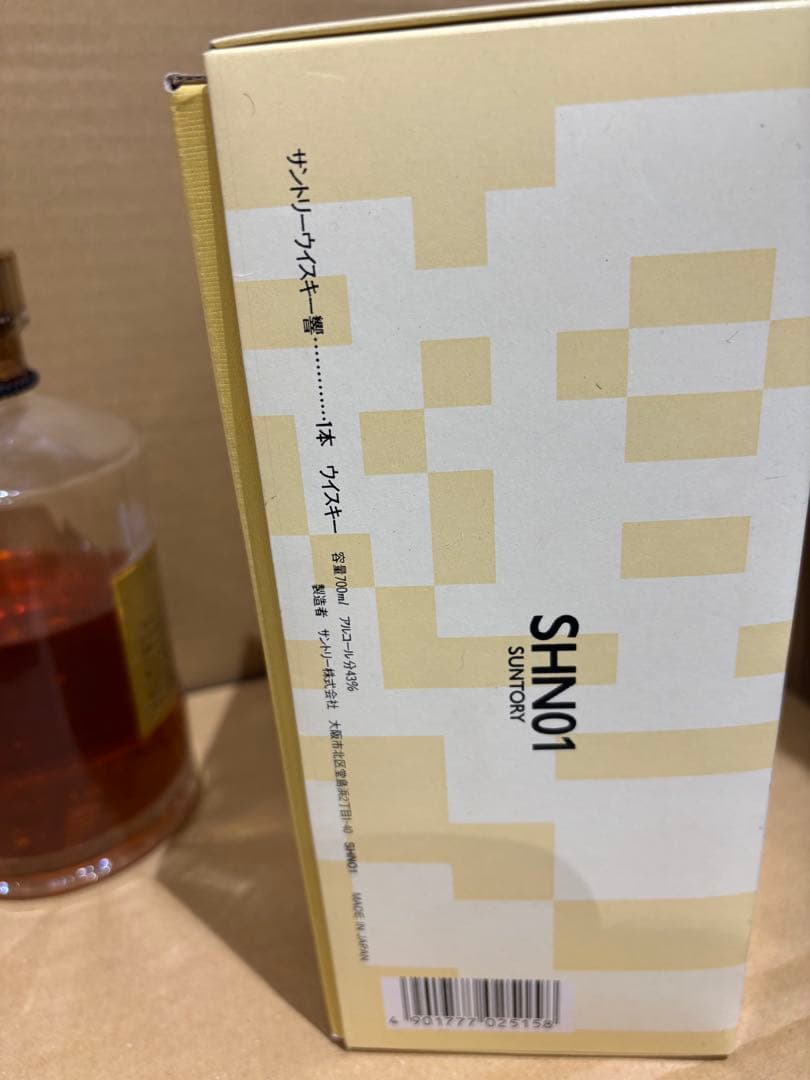 サントリーウイスキー響…………1本 ウイスキー 容量700ml アルコール分43%
製造者 サントリー株式会社 大阪市北区堂島浜2丁目1-40 SHN01 MADE IN JAPAN
SHN01
SUNTORY
4 901777 025158